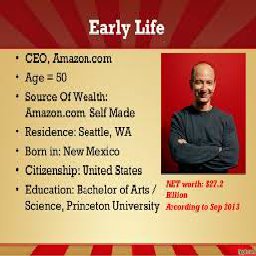 Early Life
• CEO, Amazon.com
• Age = 50
• Source Of Wealth:
Amazon.com Self Made
• Residence: Seattle, WA
• Born in: New Mexico
• Citizenship: United States
• Education: Bachelor of Arts /
Science, Princeton University
NET worth: $27.2
Billion
According to Sep 2013